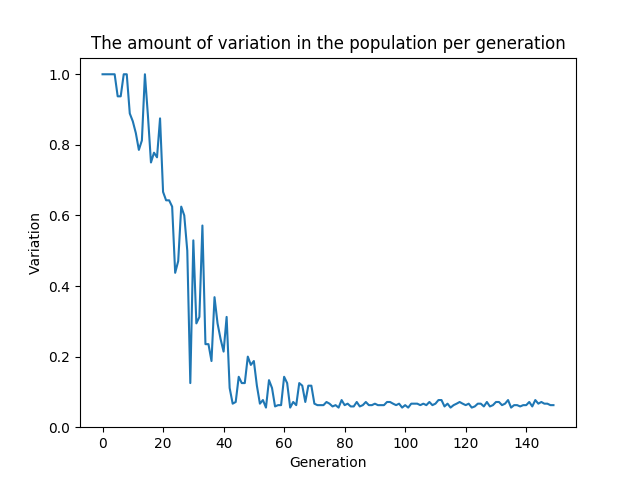 The amount of variation in the population per generation
1.0
0.8
0.6
0.4
0.2
0.0
Variation
0 20 40 60 80 100 120 140
Generation